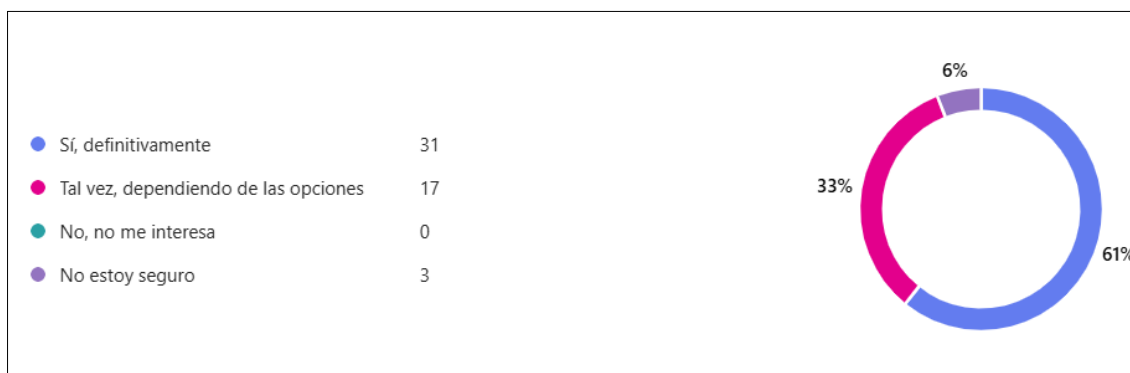 6%
Sí, definitivamente 31
Tal vez, dependiendo de las opciones 17
33%
No, no me interesa 0
61%
No estoy seguro 3